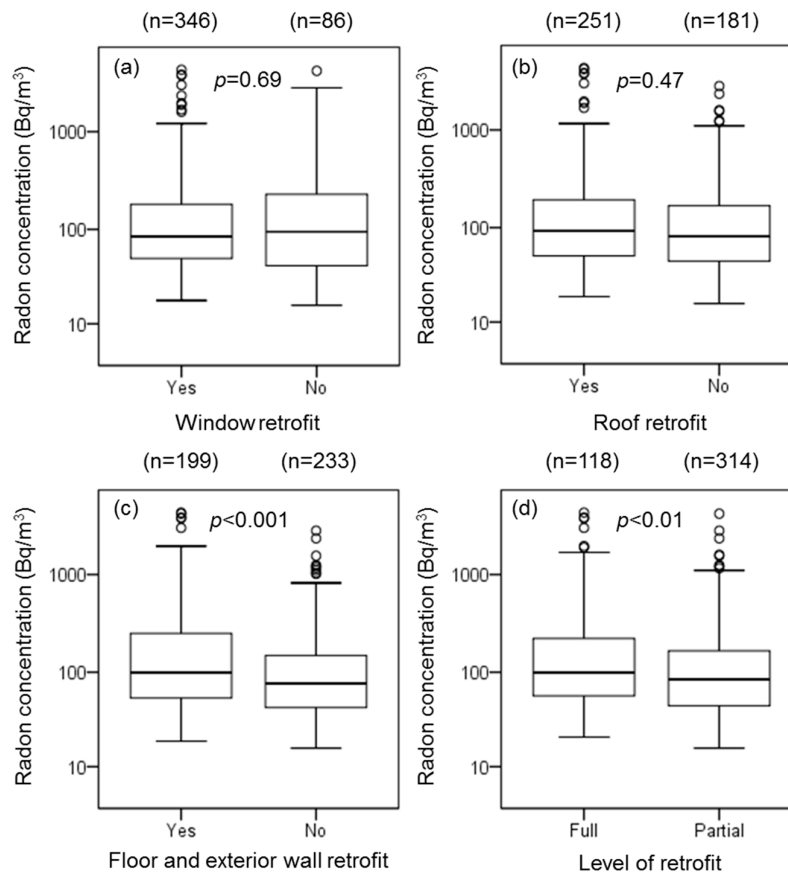 (n=346) (n=86)
(a) p=0.69
Radon concentration (Bq/m³)
1000
100
10
Yes No
Window retrofit
(n=251) (n=181)
(b) p=0.47
Radon concentration (Bq/m³)
1000
100
10
Yes No
Roof retrofit
(n=199) (n=233)
(c) p<0.001
Radon concentration (Bq/m³)
1000
100
10
Yes No
Floor and exterior wall retrofit
(n=118) (n=314)
(d) p<0.01
Radon concentration (Bq/m³)
1000
100
10
Full Partial
Level of retrofit